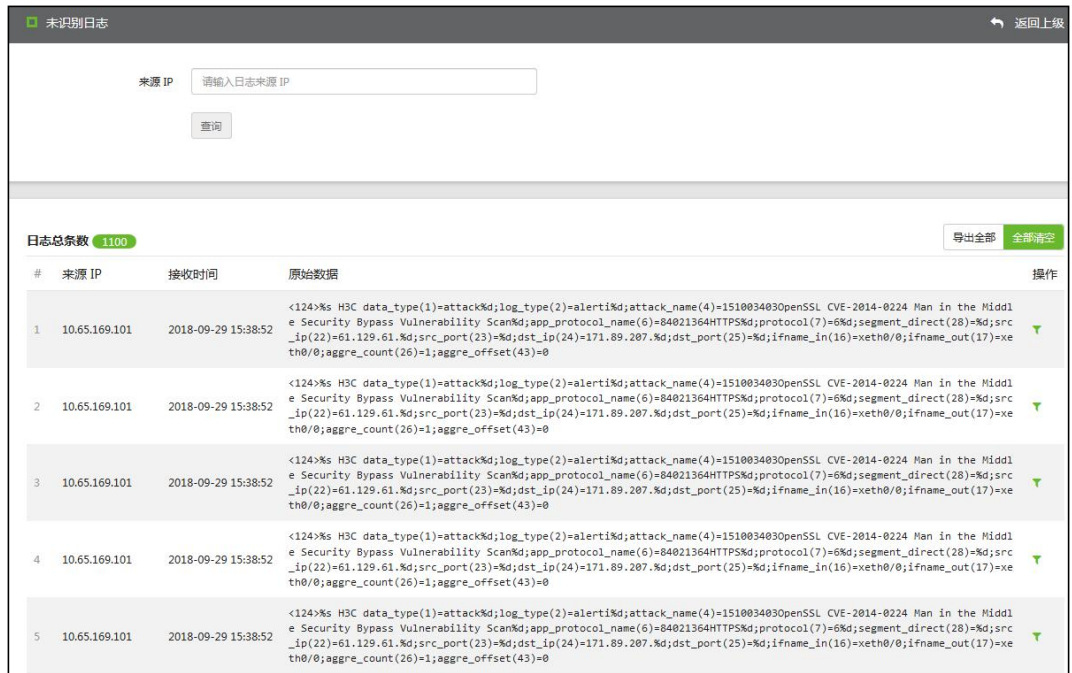 未识别日志 返回上级
来源 IP 请输入日志来源 IP
查询
日志总条数 1100 导出全部 全部清空
# 来源 IP 接收时间 原始数据 操作
<124>%s H3C data_type(1)=attack%d;log_type(2)=alerti%d;attack_name(4)=151003403OpenSSL CVE-2014-0224 Man in the Middl
1 10.65.169.101 2018-09-29 15:38:52 e Security Bypass Vulnerability Scan%d;app_protocol_name(6)=84021364HTTPS%d;protocol(7)=6%d;segment_direct(28)=%d;src
_ip(22)=61.129.61.%d;src_port(23)=%d;dst_ip(24)=171.89.207.%d;dst_port(25)=%d;ifname_in(16)=xeth0/0;ifname_out(17)=xe
th0/0;aggre_count(26)=1;aggre_offset(43)=0
<124>%s H3C data_type(1)=attack%d;log_type(2)=alerti%d;attack_name(4)=151003403OpenSSL CVE-2014-0224 Man in the Middl
2 10.65.169.101 2018-09-29 15:38:52 e Security Bypass Vulnerability Scan%d;app_protocol_name(6)=84021364HTTPS%d;protocol(7)=6%d;segment_direct(28)=%d;src
_ip(22)=61.129.61.%d;src_port(23)=%d;dst_ip(24)=171.89.207.%d;dst_port(25)=%d;ifname_in(16)=xeth0/0;ifname_out(17)=xe
th0/0;aggre_count(26)=1;aggre_offset(43)=0
<124>%s H3C data_type(1)=attack%d;log_type(2)=alerti%d;attack_name(4)=151003403OpenSSL CVE-2014-0224 Man in the Middl
3 10.65.169.101 2018-09-29 15:38:52 e Security Bypass Vulnerability Scan%d;app_protocol_name(6)=84021364HTTPS%d;protocol(7)=6%d;segment_direct(28)=%d;src
_ip(22)=61.129.61.%d;src_port(23)=%d;dst_ip(24)=171.89.207.%d;dst_port(25)=%d;ifname_in(16)=xeth0/0;ifname_out(17)=xe
th0/0;aggre_count(26)=1;aggre_offset(43)=0
<124>%s H3C data_type(1)=attack%d;log_type(2)=alerti%d;attack_name(4)=151003403OpenSSL CVE-2014-0224 Man in the Middl
4 10.65.169.101 2018-09-29 15:38:52 e Security Bypass Vulnerability Scan%d;app_protocol_name(6)=84021364HTTPS%d;protocol(7)=6%d;segment_direct(28)=%d;src
_ip(22)=61.129.61.%d;src_port(23)=%d;dst_ip(24)=171.89.207.%d;dst_port(25)=%d;ifname_in(16)=xeth0/0;ifname_out(17)=xe
th0/0;aggre_count(26)=1;aggre_offset(43)=0
<124>%s H3C data_type(1)=attack%d;log_type(2)=alerti%d;attack_name(4)=151003403OpenSSL CVE-2014-0224 Man in the Middl
5 10.65.169.101 2018-09-29 15:38:52 e Security Bypass Vulnerability Scan%d;app_protocol_name(6)=84021364HTTPS%d;protocol(7)=6%d;segment_direct(28)=%d;src
_ip(22)=61.129.61.%d;src_port(23)=%d;dst_ip(24)=171.89.207.%d;dst_port(25)=%d;ifname_in(16)=xeth0/0;ifname_out(17)=xe
th0/0;aggre_count(26)=1;aggre_offset(43)=0